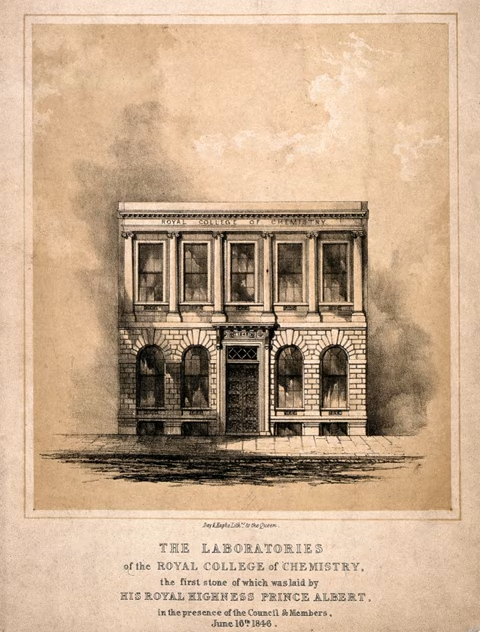 ROYAL COLLEGE OF CHEMISTRY
Day & Haghe Lithrs. to the Queen.
THE LABORATORIES
of the ROYAL COLLEGE of CHEMISTRY,
the first stone of which was laid by
HIS ROYAL HIGHNESS PRINCE ALBERT,
in the presence of the Council & Members,
June 16th 1846.